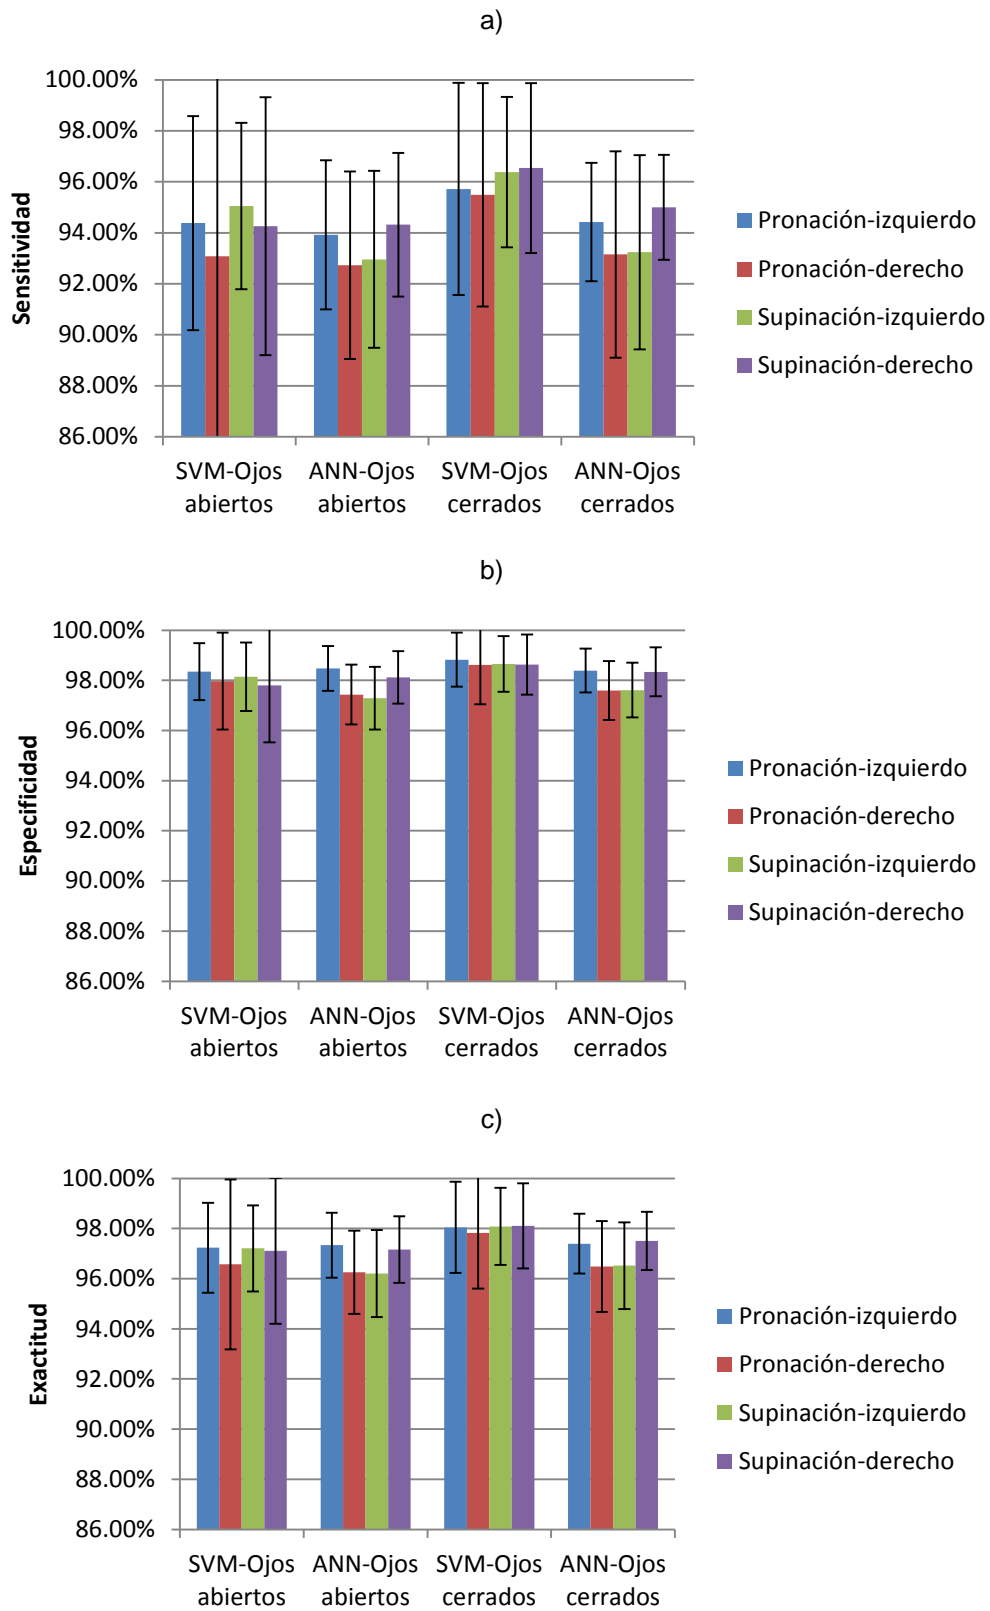 a)
100.00%
98.00%
96.00%
94.00%
92.00%
90.00%
88.00%
86.00%
Sensitividad
SVM-Ojos abiertos
ANN-Ojos abiertos
SVM-Ojos cerrados
ANN-Ojos cerrados
Pronación-izquierdo
Pronación-derecho
Supinación-izquierdo
Supinación-derecho
b)
100.00%
98.00%
96.00%
94.00%
92.00%
90.00%
88.00%
86.00%
Especificidad
SVM-Ojos abiertos
ANN-Ojos abiertos
SVM-Ojos cerrados
ANN-Ojos cerrados
Pronación-izquierdo
Pronación-derecho
Supinación-izquierdo
Supinación-derecho
c)
100.00%
98.00%
96.00%
94.00%
92.00%
90.00%
88.00%
86.00%
Exactitud
SVM-Ojos abiertos
ANN-Ojos abiertos
SVM-Ojos cerrados
ANN-Ojos cerrados
Pronación-izquierdo
Pronación-derecho
Supinación-izquierdo
Supinación-derecho